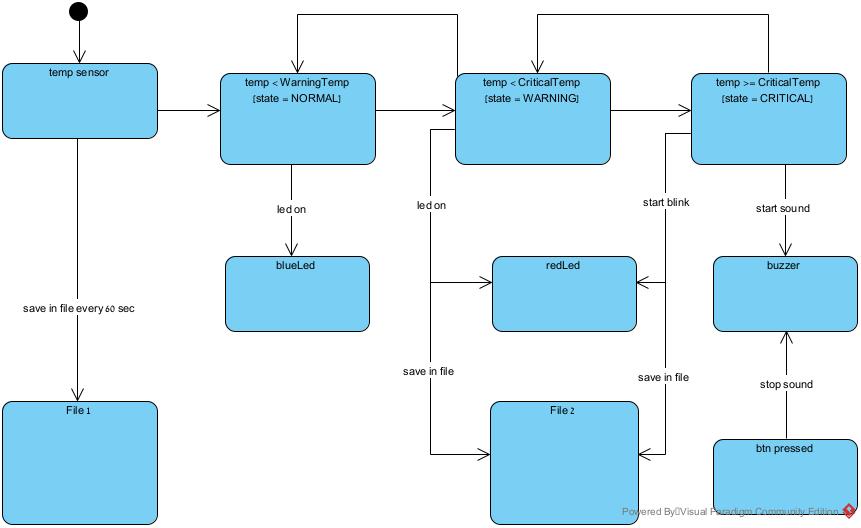 temp sensor
temp < WarningTemp
[state = NORMAL]
temp < CriticalTemp
[state = WARNING]
temp >= CriticalTemp
[state = CRITICAL]
led on
led on
start blink
start sound
blueLed
redLed
buzzer
save in file every 60 sec
save in file
save in file
stop sound
File 1
File 2
btn pressed
Powered By Visual Paradigm Community Edition